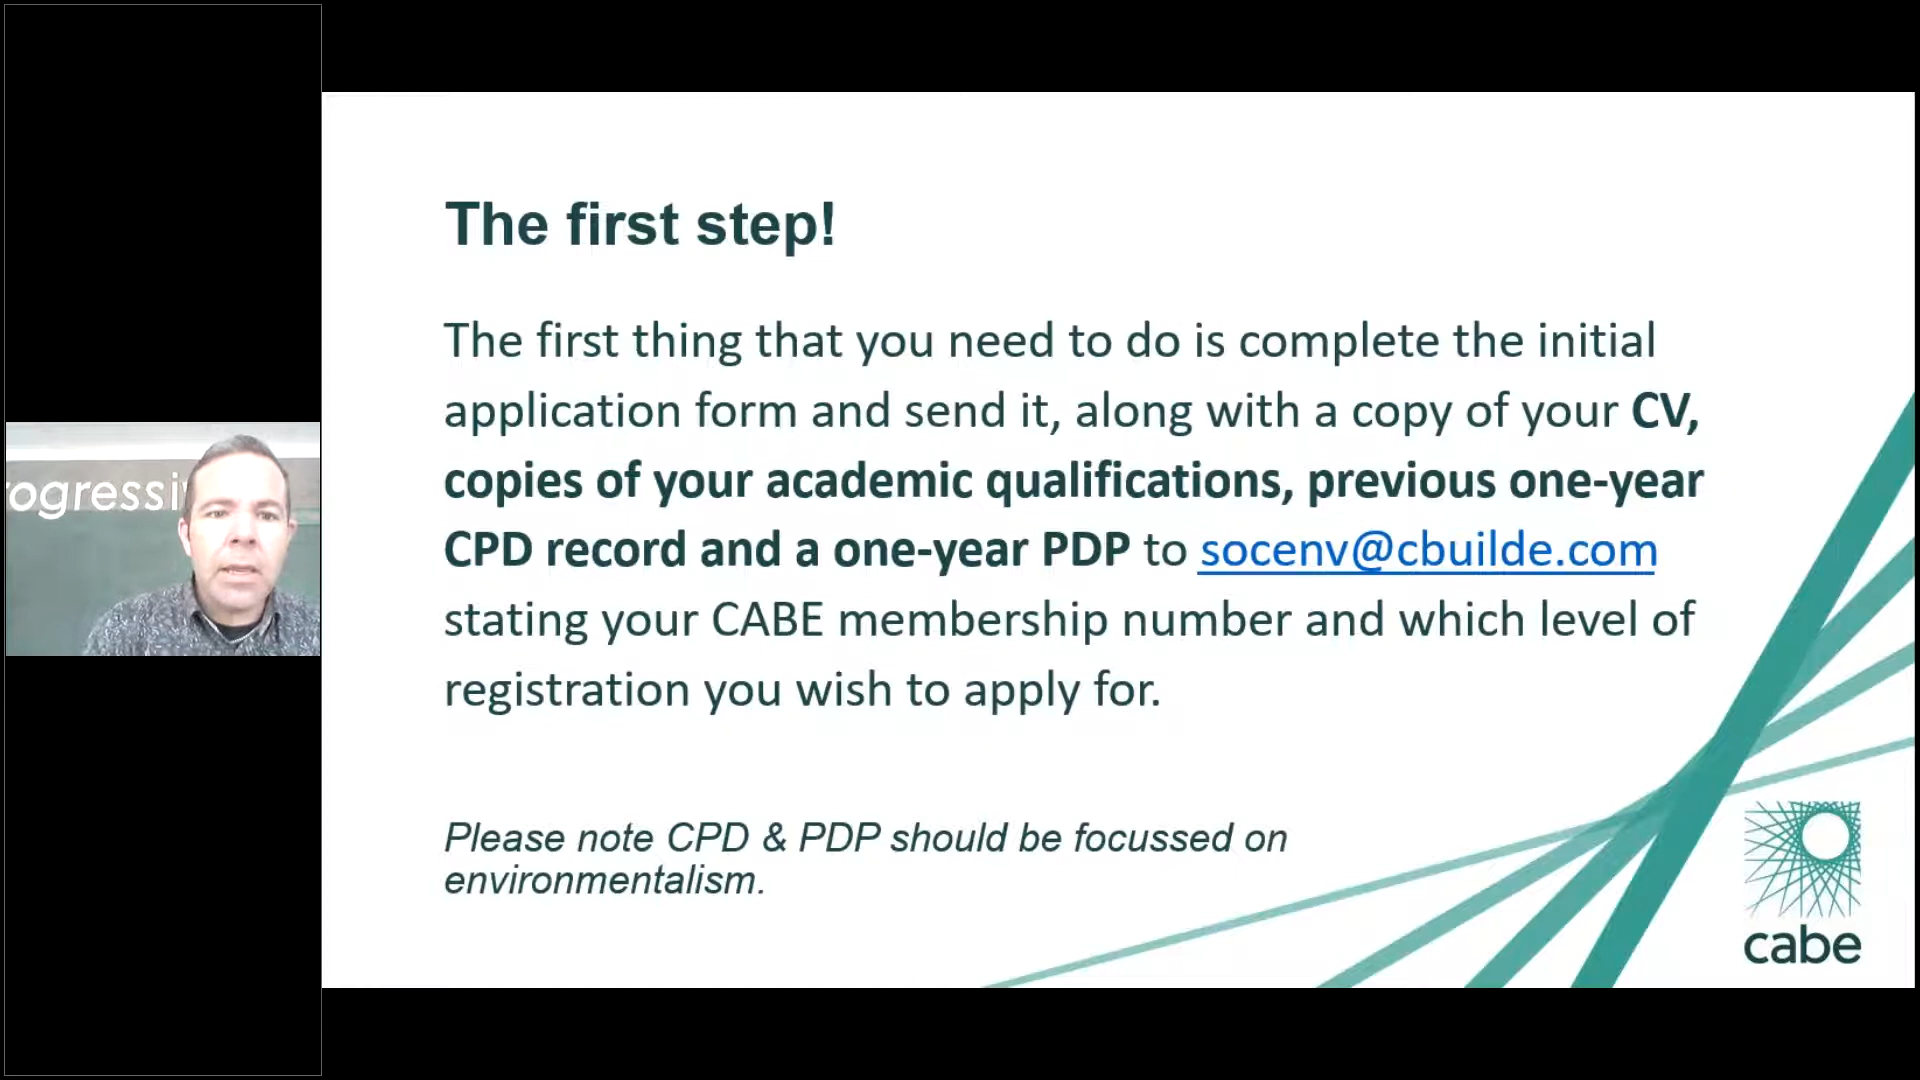 The first step!
The first thing that you need to do is complete the initial
application form and send it, along with a copy of your CV,
copies of your academic qualifications, previous one-year
CPD record and a one-year PDP to socenv@cbuilde.com
stating your CABE membership number and which level of
registration you wish to apply for.
Please note CPD & PDP should be focussed on
environmentalism.
cabe
ogressi